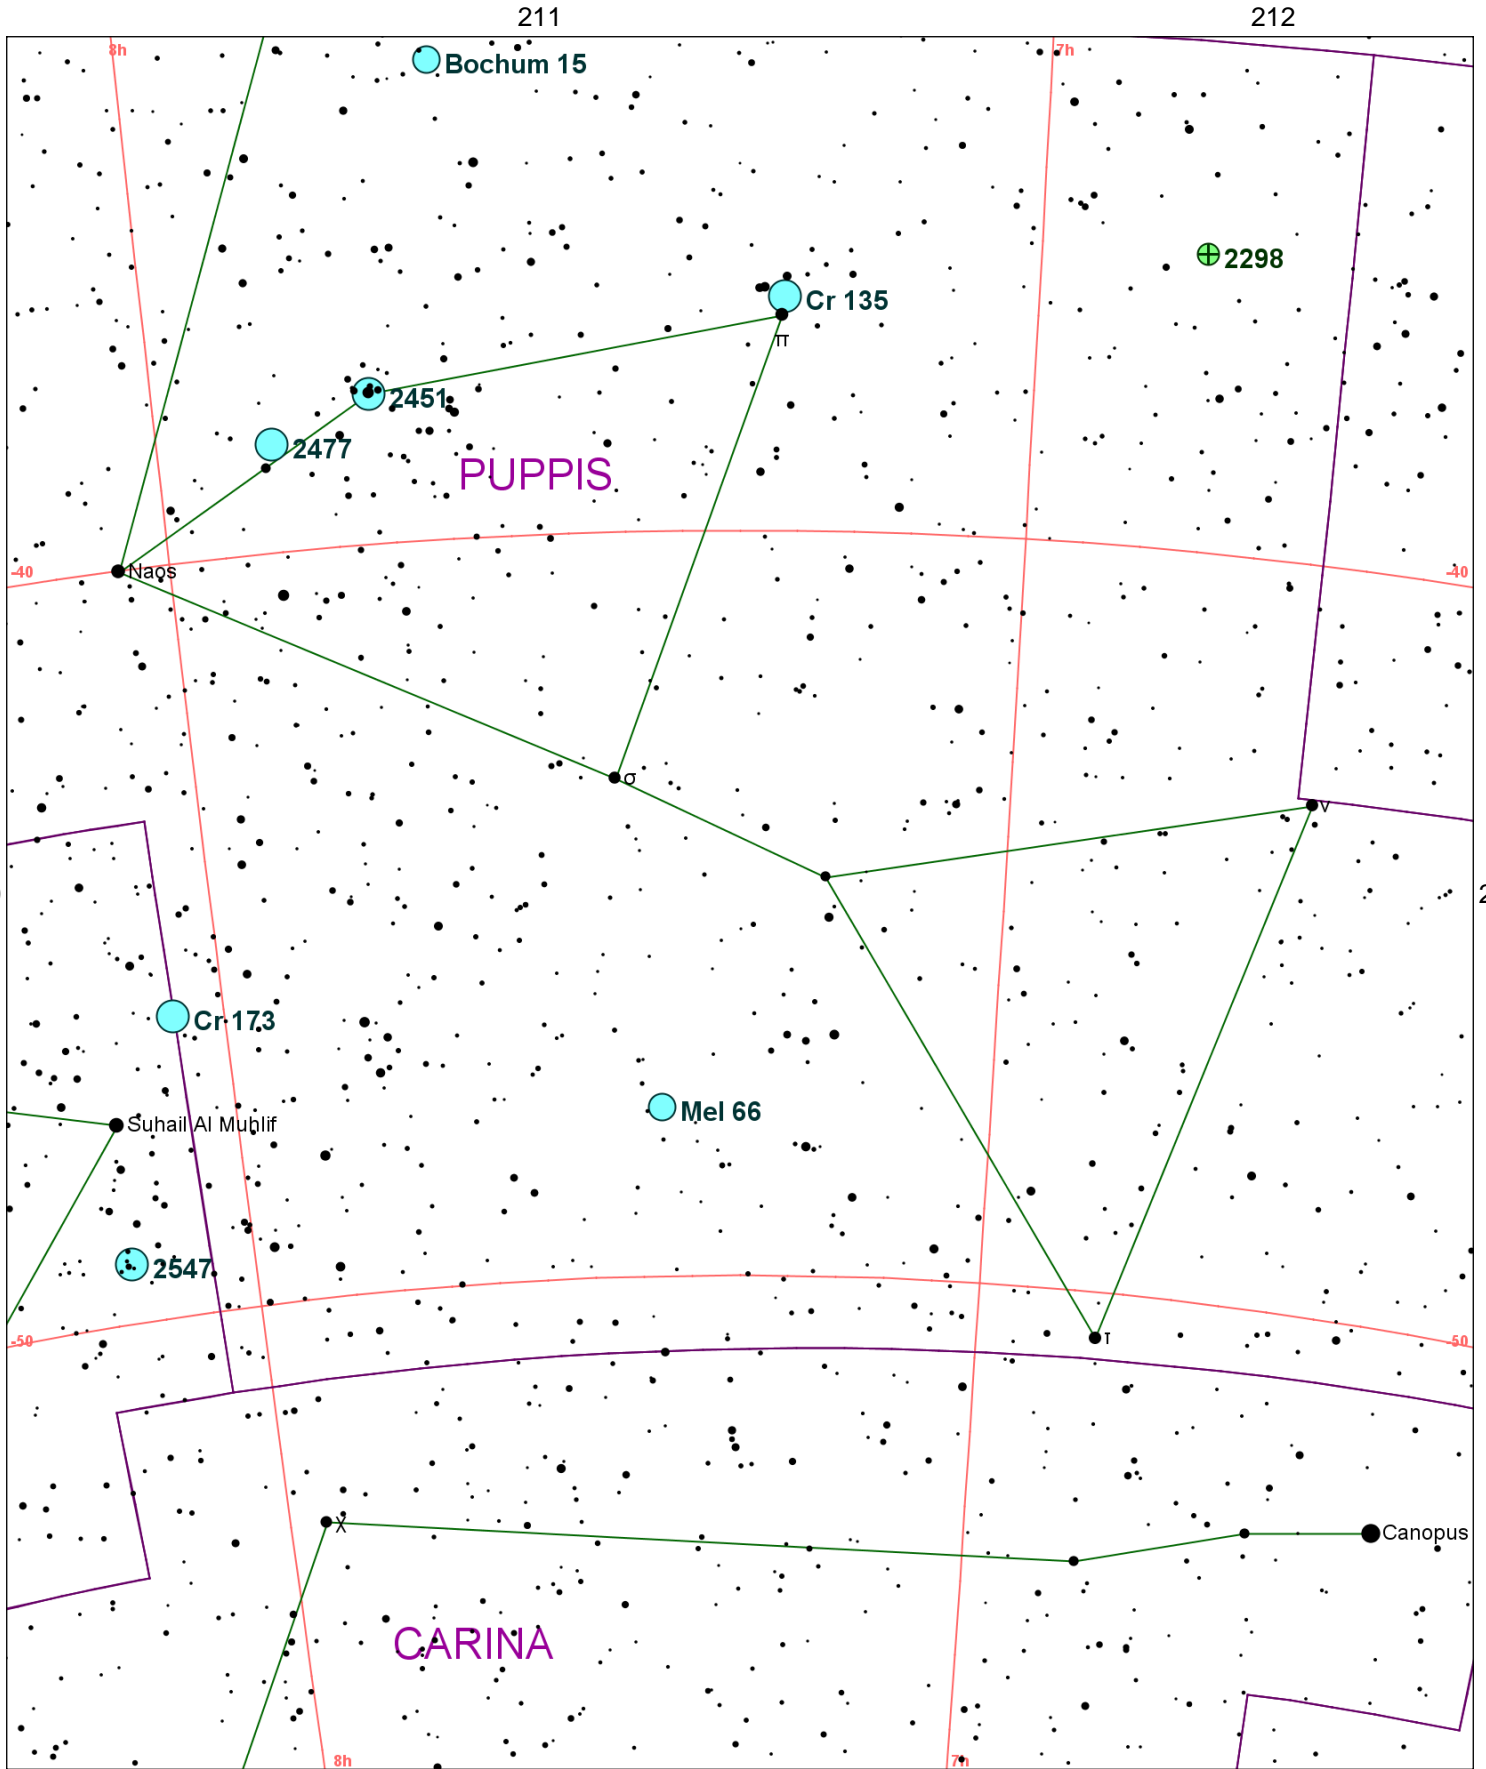 211
212
8h
7h
Bochum 15
2298
Cr 135
π
2451
2477
PUPPIS
-40
Naos
-40
σ
ν
2
Cr 173
Mel 66
Suhail Al Muhlif
2547
-50
τ
-50
χ
Canopus
CARINA
8h
7h